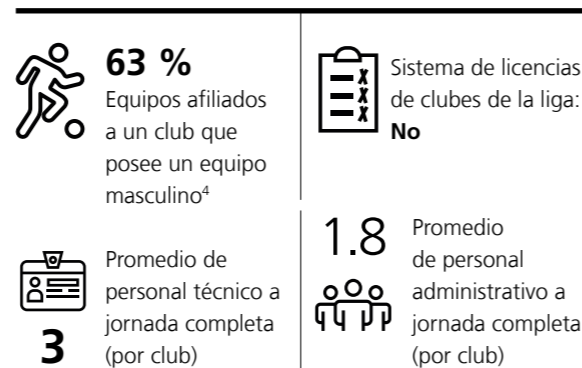 63 %
Equipos afiliados
a un club que
posee un equipo
masculino4
Sistema de licencias
de clubes de la liga:
No
3
Promedio de
personal técnico a
jornada completa
(por club)
1.8
Promedio
de personal
administrativo a
jornada completa
(por club)